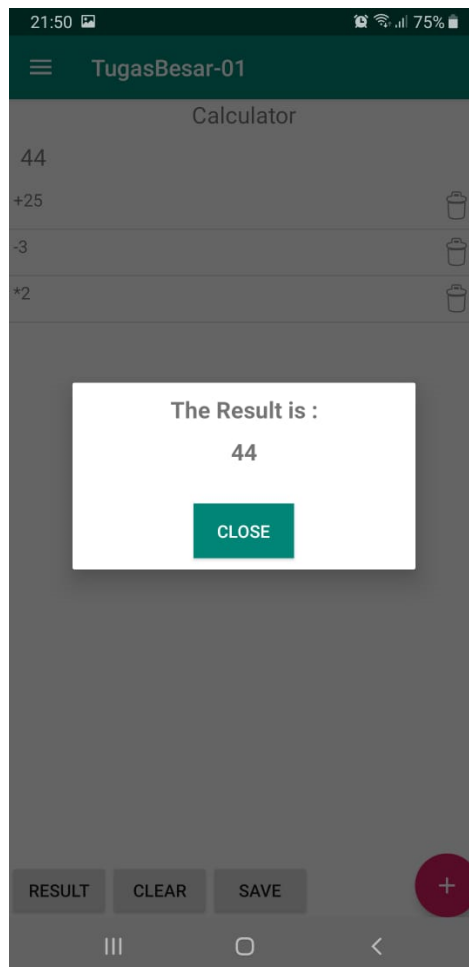 21:50 75%
TugasBesar-01
Calculator
44
+25
-3
*2
The Result is :
44
CLOSE
RESULT CLEAR SAVE
+